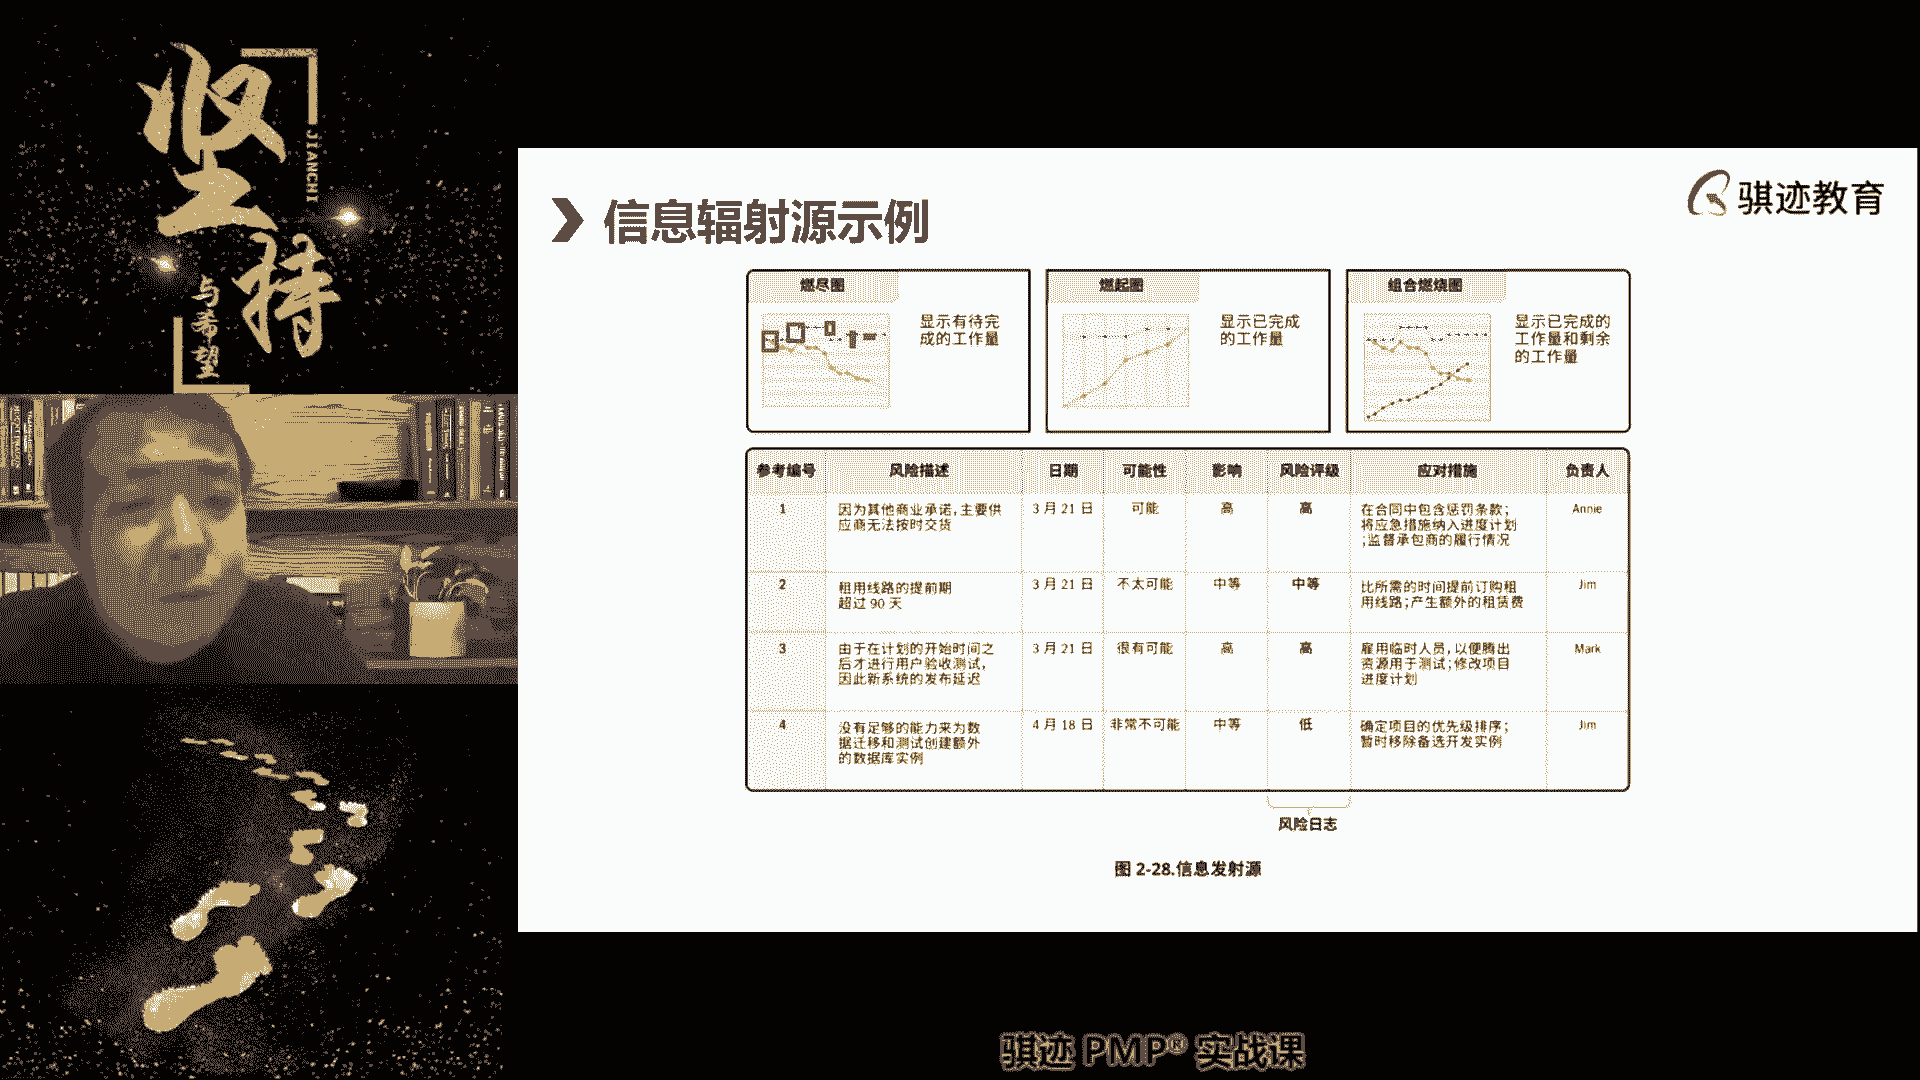 坚持
JIANCHI
与希望
信息辐射源示例
骐迹教育
燃尽图
显示有待完
成的工作量
燃起图
显示已完成
的工作量
组合燃烧图
显示已完成的
工作量和剩余
的工作量
参考编号 风险描述 日期 可能性 影响 风险评级 应对措施 负责人
1 因为其他商业承诺,主要供 3 月 21 日 可能 高 高 在合同中包含惩罚条款; Annie
应商无法按时交货 将应急措施纳入进度计划
;监督承包商的履行情况
2 租用线路的提前期 3 月 21 日 不太可能 中等 中等 比所需的时间提前订购租 Jim
超过 90 天 用线路;产生额外的租赁费
3 由于在计划的开始时间之 3 月 21 日 很有可能 高 高 雇用临时人员,以便腾出 Mark
后才进行用户验收测试, 资源用于测试;修改项目
因此新系统的发布延迟 进度计划
4 没有足够的能力来为数 4 月 18 日 非常不可能 中等 低 确定项目的优先级排序; Jim
据迁移和测试创建额外 暂时移除备选开发实例
的数据库实例
风险日志
图 2-28.信息发射源
骐迹 PMP® 实战课